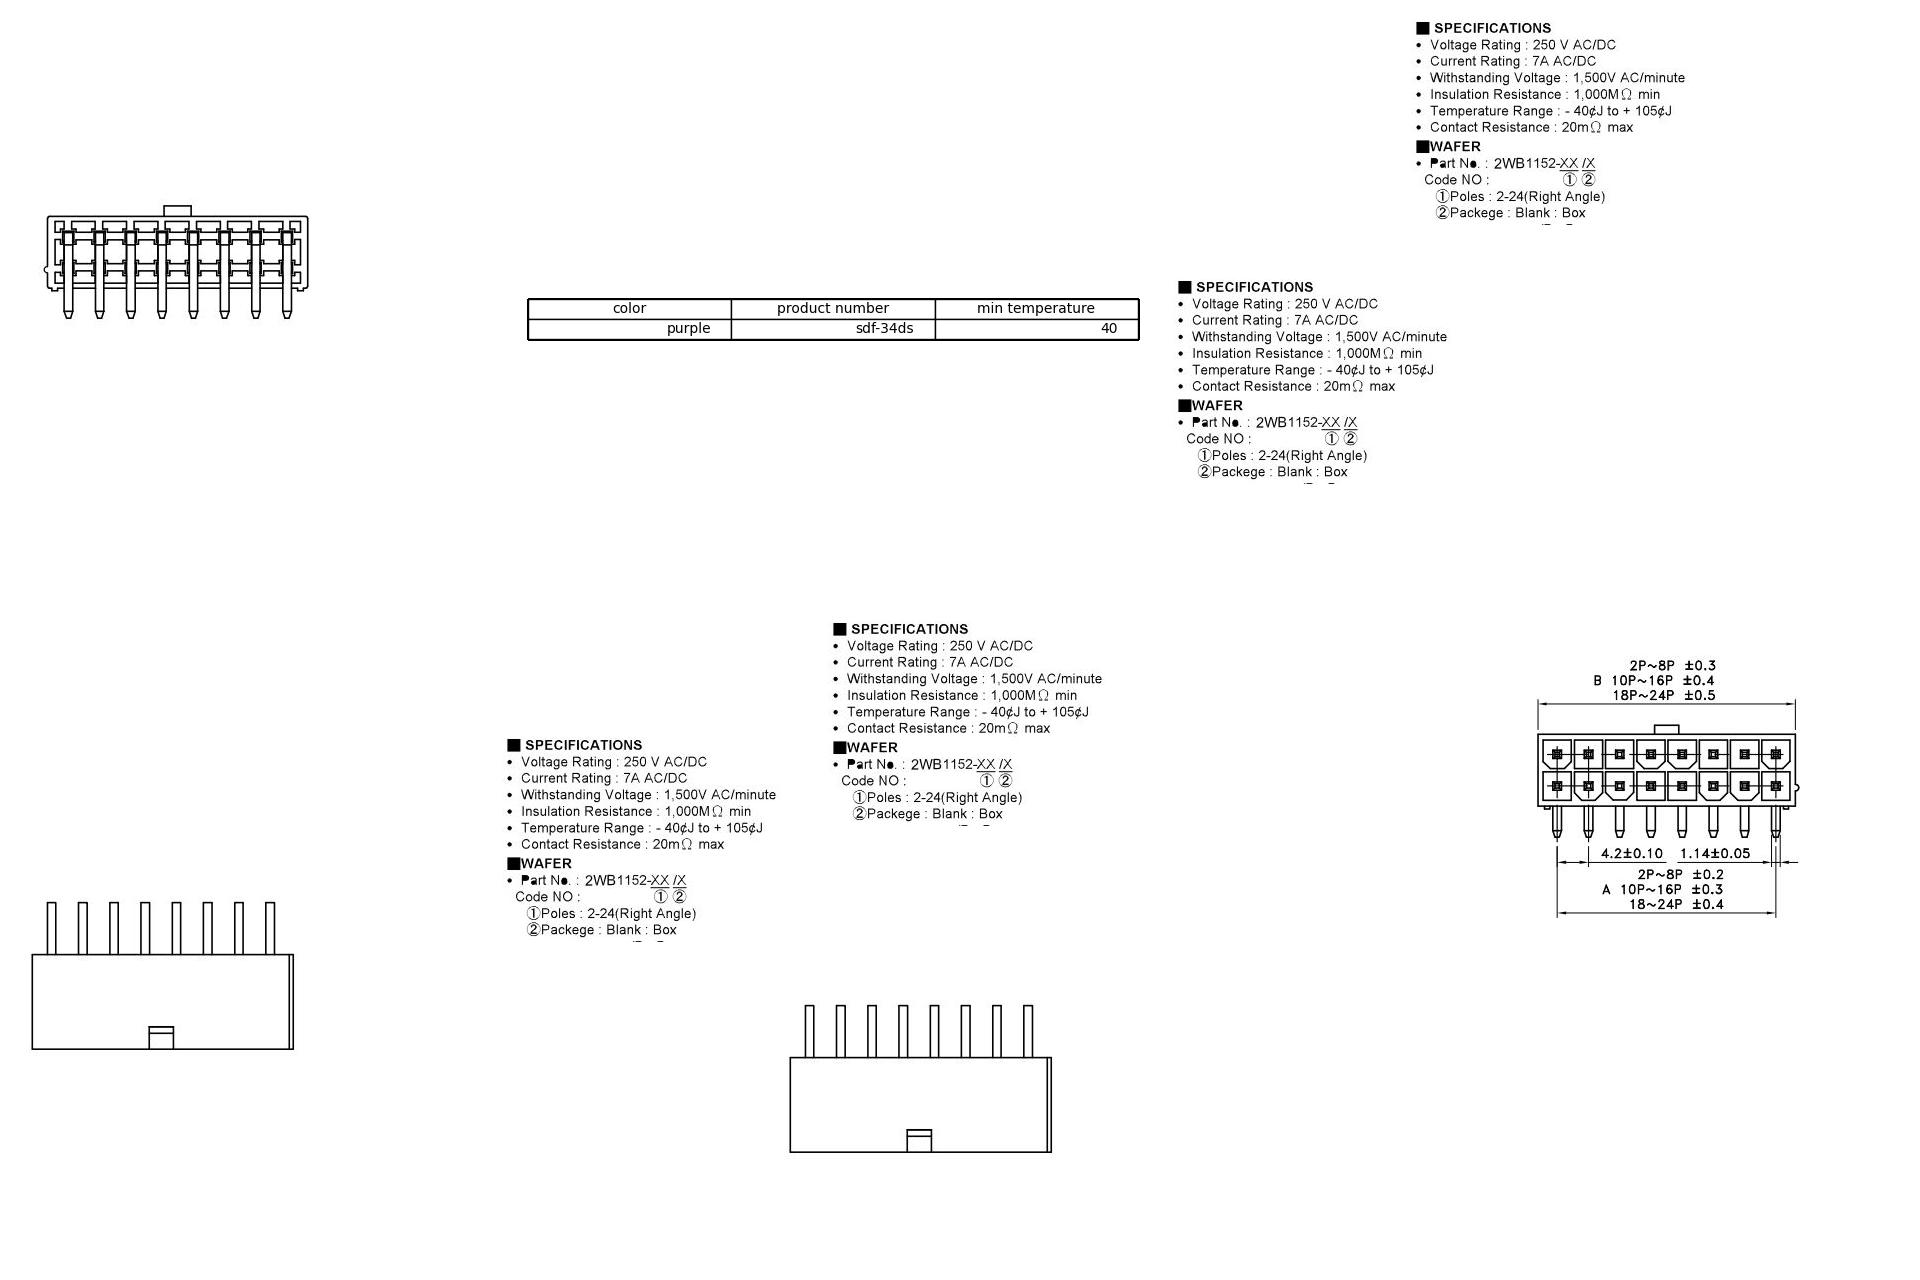 ■ SPECIFICATIONS
• Voltage Rating : 250 V AC/DC
• Current Rating : 7A AC/DC
• Withstanding Voltage : 1,500V AC/minute
• Insulation Resistance : 1,000MΩ min
• Temperature Range : - 40¢J to + 105¢J
• Contact Resistance : 20mΩ max
■WAFER
• Part No. : 2WB1152-XX /X
Code NO : ① ②
①Poles : 2-24(Right Angle)
②Packege : Blank : Box
color product number min temperature
purple sdf-34ds 40
■ SPECIFICATIONS
• Voltage Rating : 250 V AC/DC
• Current Rating : 7A AC/DC
• Withstanding Voltage : 1,500V AC/minute
• Insulation Resistance : 1,000MΩ min
• Temperature Range : - 40¢J to + 105¢J
• Contact Resistance : 20mΩ max
■WAFER
• Part No. : 2WB1152-XX /X
Code NO : ① ②
①Poles : 2-24(Right Angle)
②Packege : Blank : Box
■ SPECIFICATIONS
• Voltage Rating : 250 V AC/DC
• Current Rating : 7A AC/DC
• Withstanding Voltage : 1,500V AC/minute
• Insulation Resistance : 1,000MΩ min
• Temperature Range : - 40¢J to + 105¢J
• Contact Resistance : 20mΩ max
■WAFER
• Part No. : 2WB1152-XX /X
Code NO : ① ②
①Poles : 2-24(Right Angle)
②Packege : Blank : Box
■ SPECIFICATIONS
• Voltage Rating : 250 V AC/DC
• Current Rating : 7A AC/DC
• Withstanding Voltage : 1,500V AC/minute
• Insulation Resistance : 1,000MΩ min
• Temperature Range : - 40¢J to + 105¢J
• Contact Resistance : 20mΩ max
■WAFER
• Part No. : 2WB1152-XX /X
Code NO : ① ②
①Poles : 2-24(Right Angle)
②Packege : Blank : Box
2P~8P ±0.3
B 10P~16P ±0.4
18P~24P ±0.5
4.2±0.10 1.14±0.05
2P~8P ±0.2
A 10P~16P ±0.3
18~24P ±0.4